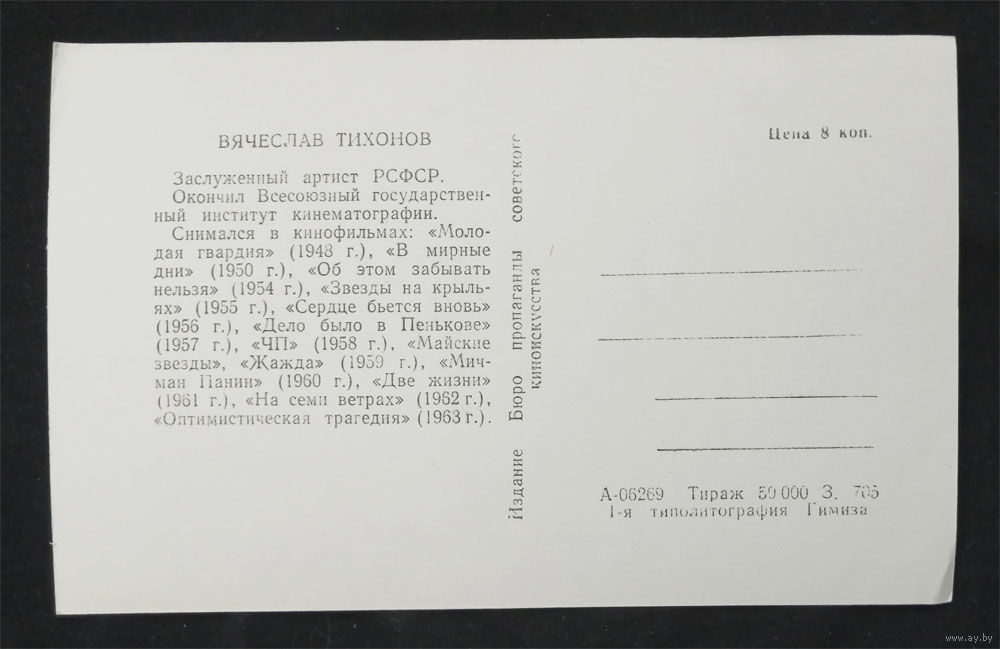 ВЯЧЕСЛАВ ТИХОНОВ
Заслуженный артист РСФСР.
Окончил Всесоюзный государствен-
ный институт кинематографии.
Снимался в кинофильмах: «Моло-
дая гвардия» (1948 г.), «В мирные
дни» (1950 г.), «Об этом забывать
нельзя» (1954 г.), «Звезды на крыль-
ях» (1955 г.), «Сердце бьется вновь»
(1956 г.), «Дело было в Пенькове»
(1957 г.), «ЧП» (1958 г.), «Майские
звезды», «Жажда» (1959 г.), «Мич-
ман Панин» (1960 г.), «Две жизни»
(1961 г.), «На семи ветрах» (1962 г.),
«Оптимистическая трагедия» (1963 г.).
Издание Бюро пропаганды советского
киноискусства
Цена 8 коп.
А-06269 Тираж 50 000 З. 705
1-я типолитография Гимиза
www.ay.by